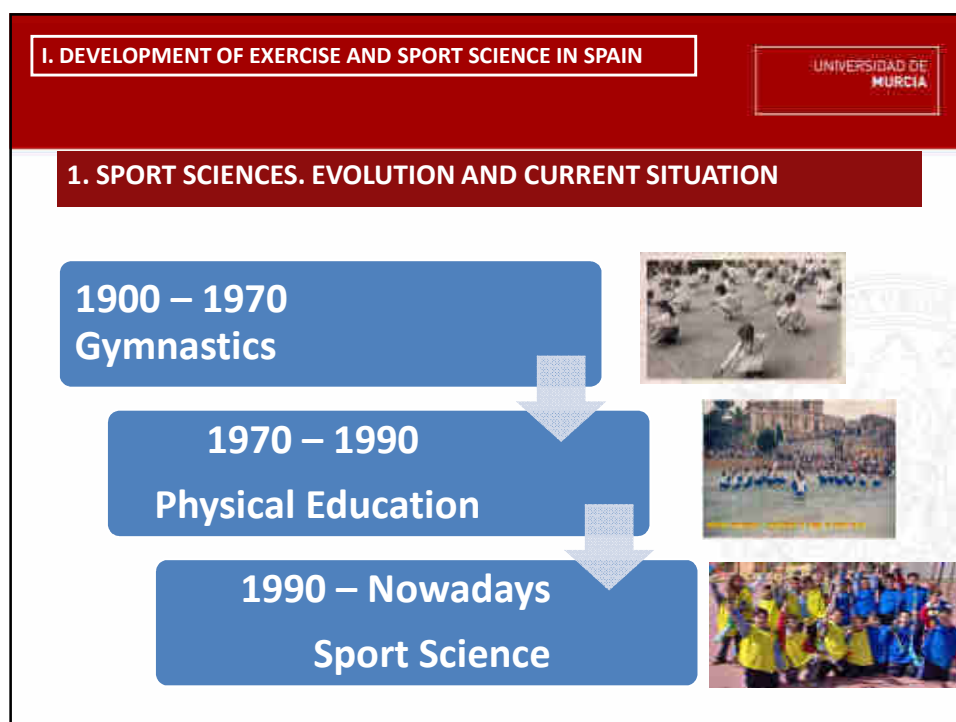 I. DEVELOPMENT OF EXERCISE AND SPORT SCIENCE IN SPAIN
UNIVERSIDAD DE
MURCIA
1. SPORT SCIENCES. EVOLUTION AND CURRENT SITUATION
1900 – 1970
Gymnastics
1970 – 1990
Physical Education
1990 – Nowadays
Sport Science